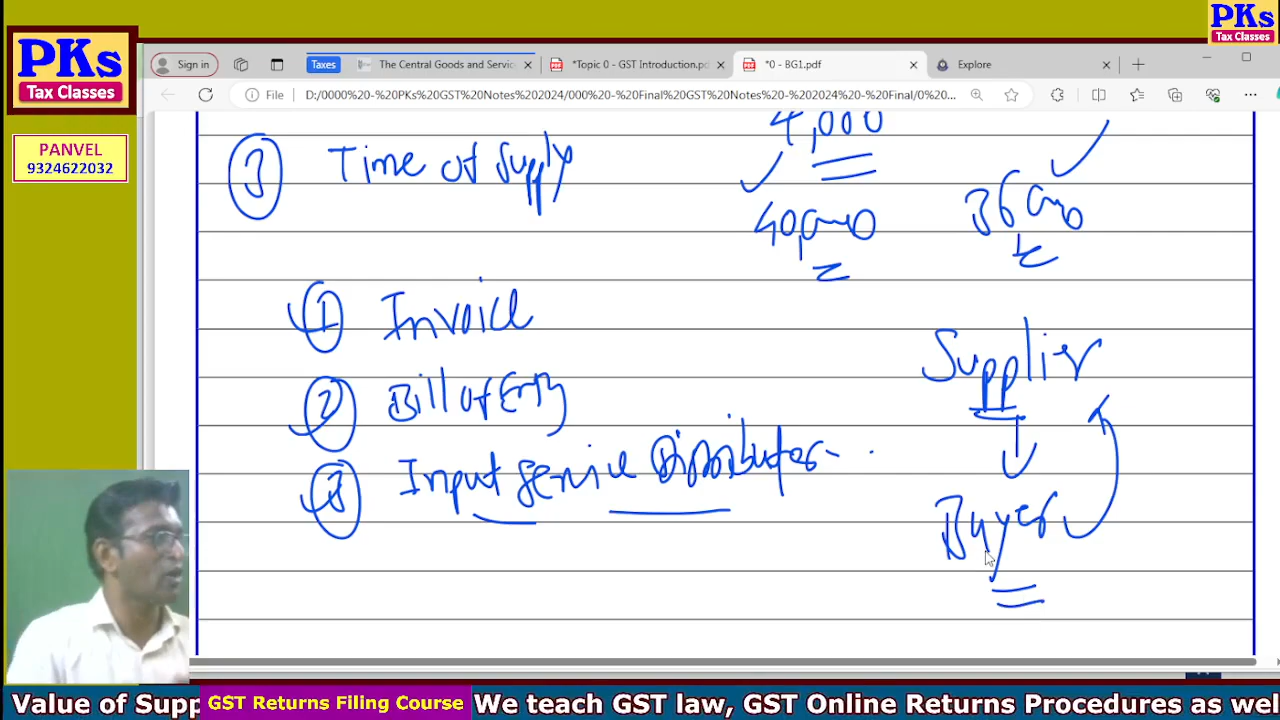 PKs
Tax Classes
PKs
Tax Classes
PANVEL
9324622032
Sign in
Taxes
The Central Goods and Servic
*Topic 0 - GST Introduction.pd
*0 - BG1.pdf
Explore
File
D:/0000%20-%20PKs%20GST%20Notes%202024/000%20-%20Final%20GST%20Notes%20-%202024%20-%20Final/0%20...
4,000
3 Time of Supply
40,000
36000
1 Invoice
Supplier
2 Bill of Entry
3 Input Service Distributor
Buyer
Value of Supp
GST Returns Filing Course
We teach GST law, GST Online Returns Procedures as wel